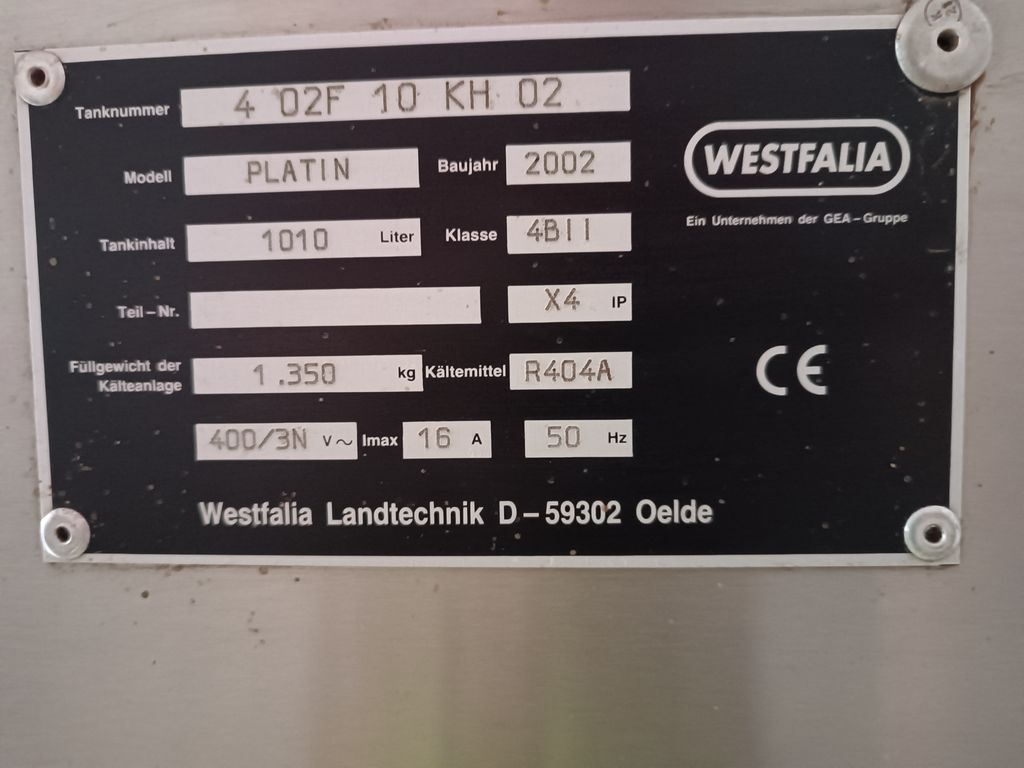 Tanknummer 4 02F 10 KH 02
Modell PLATIN Baujahr 2002
WESTFALIA
Ein Unternehmen der GEA-Gruppe
Tankinhalt 1010 Liter Klasse 4BII
Teil-Nr. X4 IP
Füllgewicht der
Kälteanlage 1.350 kg Kältemittel R404A
CE
400/3N V~ Imax 16 A 50 Hz
Westfalia Landtechnik D-59302 Oelde